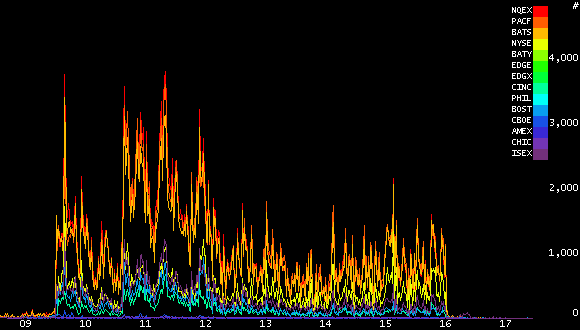 #
NQEX
PACF
BATS
NYSE
BATY
EDGE
EDGX
CINC
PHIL
BOST
CBOE
AMEX
CHIC
ISEX
4,000
3,000
2,000
1,000
0
09 10 11 12 13 14 15 16 17